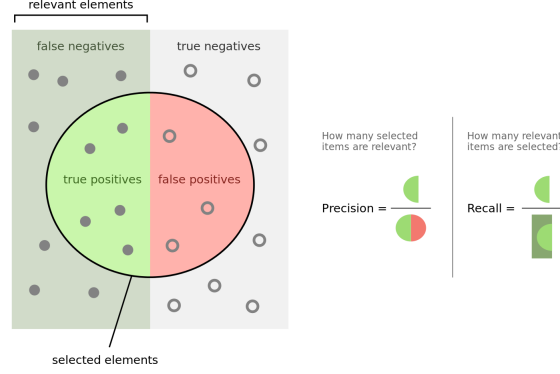 relevant elements
false negatives
true negatives
true positives
false positives
selected elements
How many selected
items are relevant?
Precision =
How many relevant
items are selected?
Recall =